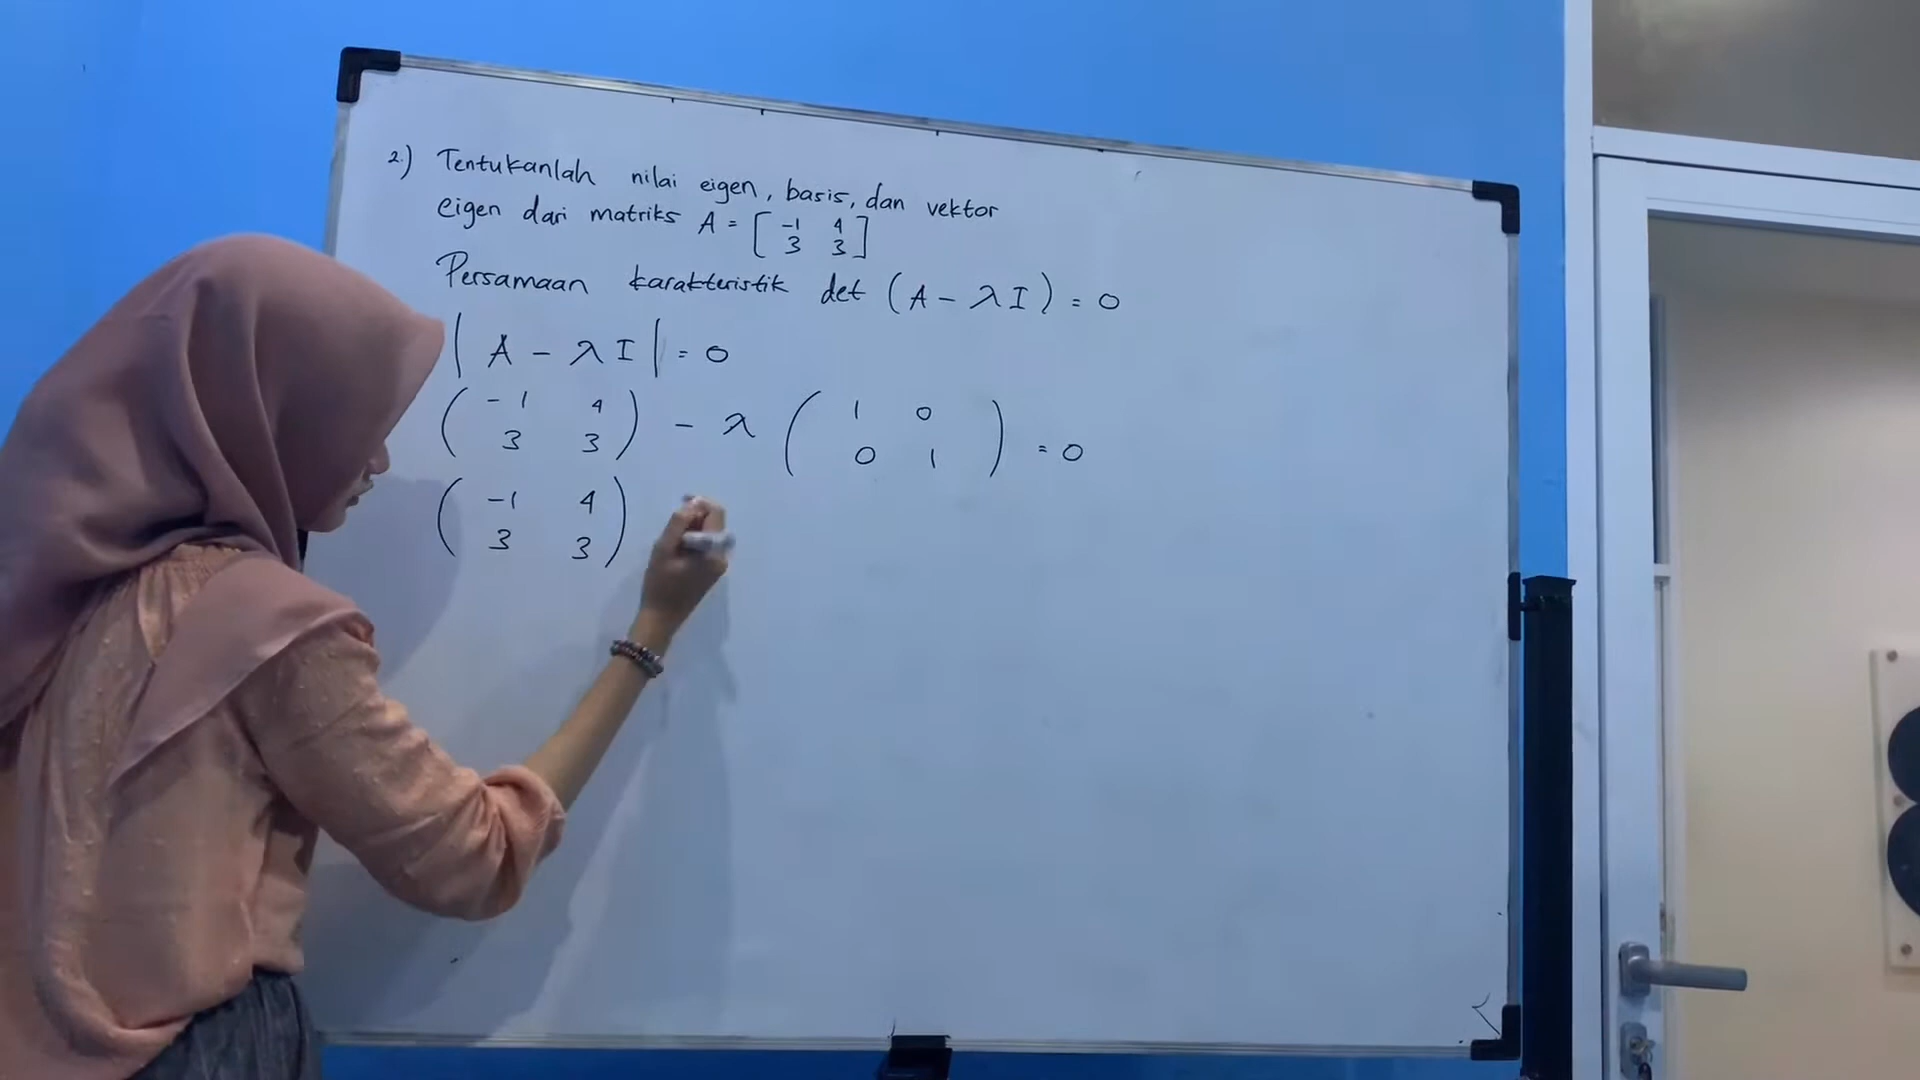 2.) Tentukanlah nilai eigen, basis, dan vektor
eigen dari matriks A = [ -1 4
3 3 ]
Persamaan karakteristik det (A - λI) = 0
| A - λI | = 0
( -1 4
3 3 ) - λ ( 1 0
0 1 ) = 0
( -1 4
3 3 )